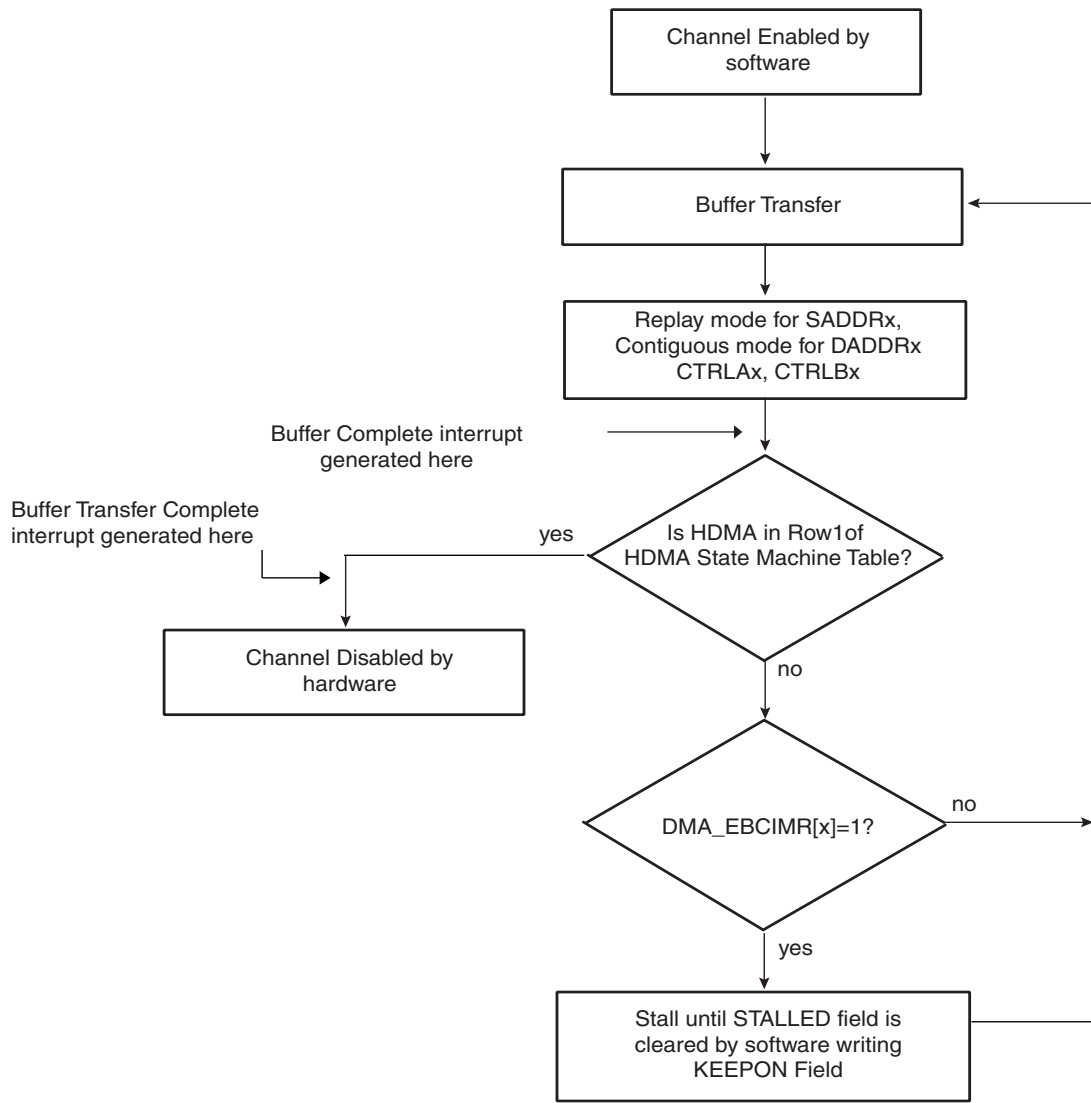 Channel Enabled by
software
Buffer Transfer
Replay mode for SADDRx,
Contiguous mode for DADDRx
CTRLAx, CTRLBx
Buffer Complete interrupt
generated here
Buffer Transfer Complete
interrupt generated here
yes
Is HDMA in Row1of
HDMA State Machine Table?
Channel Disabled by
hardware
no
DMA_EBCIMR[x]=1?
no
yes
Stall until STALLED field is
cleared by software writing
KEEPON Field